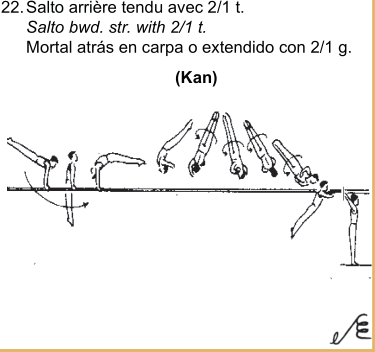 22. Salto arrière tendu avec 2/1 t.
Salto bwd. str. with 2/1 t.
Mortal atrás en carpa o extendido con 2/1 g.
(Kan)